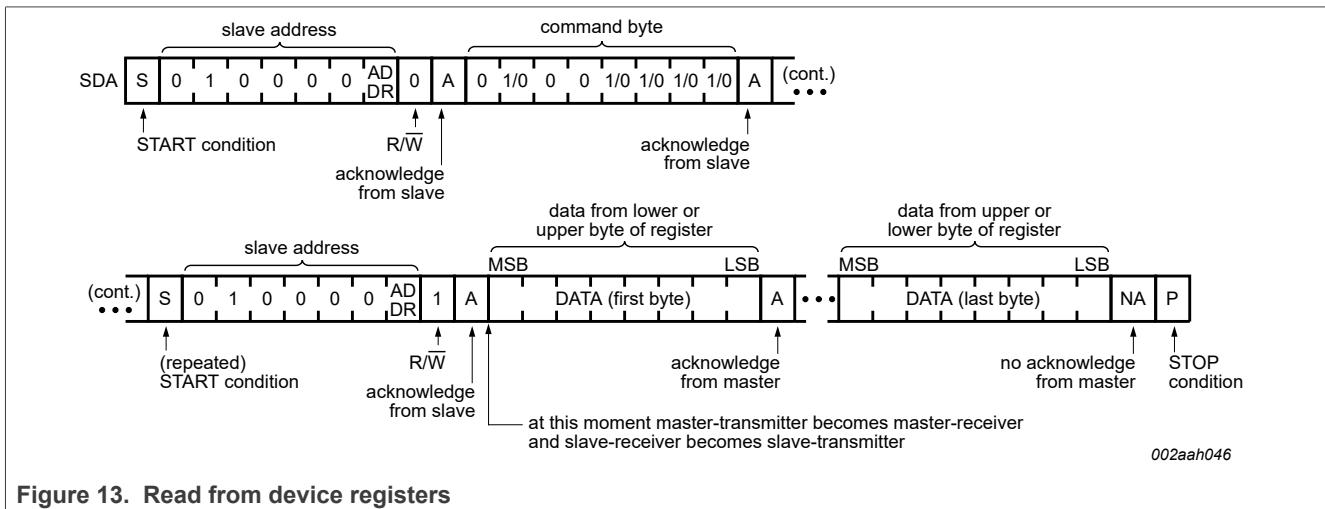 slave address command byte
SDA S 0 1 0 0 0 0 AD DR 0 A 0 1/0 0 0 1/0 1/0 1/0 1/0 A (cont.) •••
START condition R/W̅ acknowledge from slave acknowledge from slave
data from lower or upper byte of register data from upper or lower byte of register
slave address
MSB LSB MSB LSB
(cont.) ••• S 0 1 0 0 0 0 AD DR 1 A DATA (first byte) A ••• DATA (last byte) NA P
(repeated) START condition R/W̅ acknowledge from slave acknowledge from master no acknowledge from master STOP condition
at this moment master-transmitter becomes master-receiver
and slave-receiver becomes slave-transmitter
002aah046
Figure 13. Read from device registers